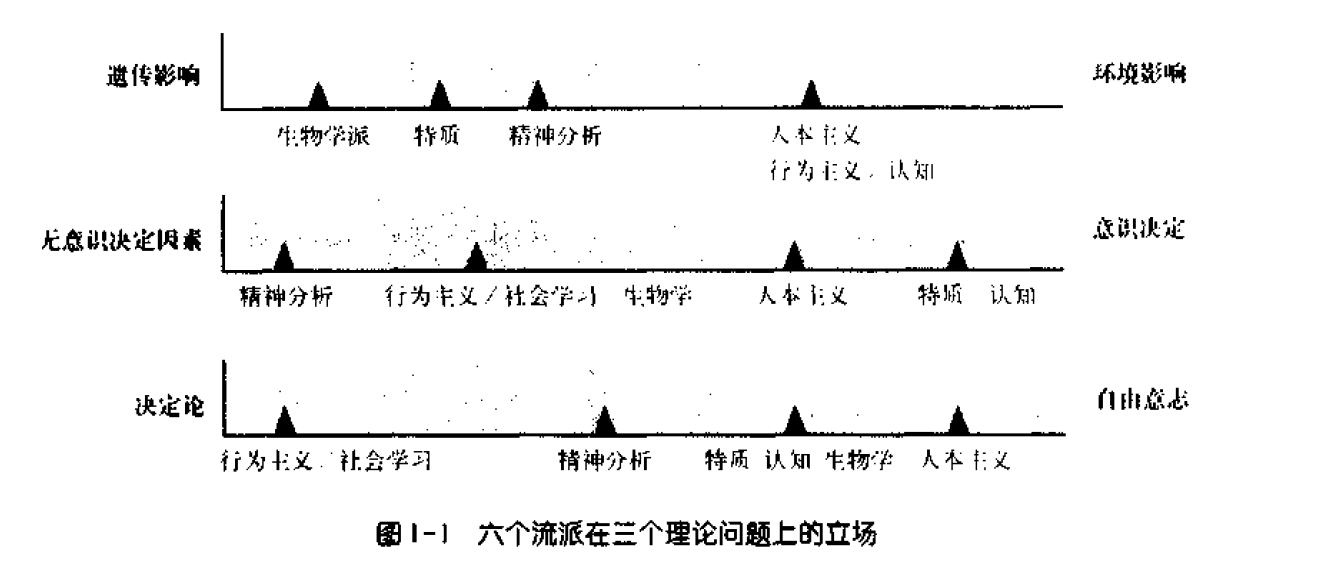 遗传影响 环境影响
生物学派 特质 精神分析 人本主义
行为主义/认知
无意识决定因素 意识决定
精神分析 行为主义/社会学习 生物学 人本主义 特质 认知
决定论 自由意志
行为主义/社会学习 精神分析 特质 认知 生物学 人本主义
图1-1 六个流派在三个理论问题上的立场